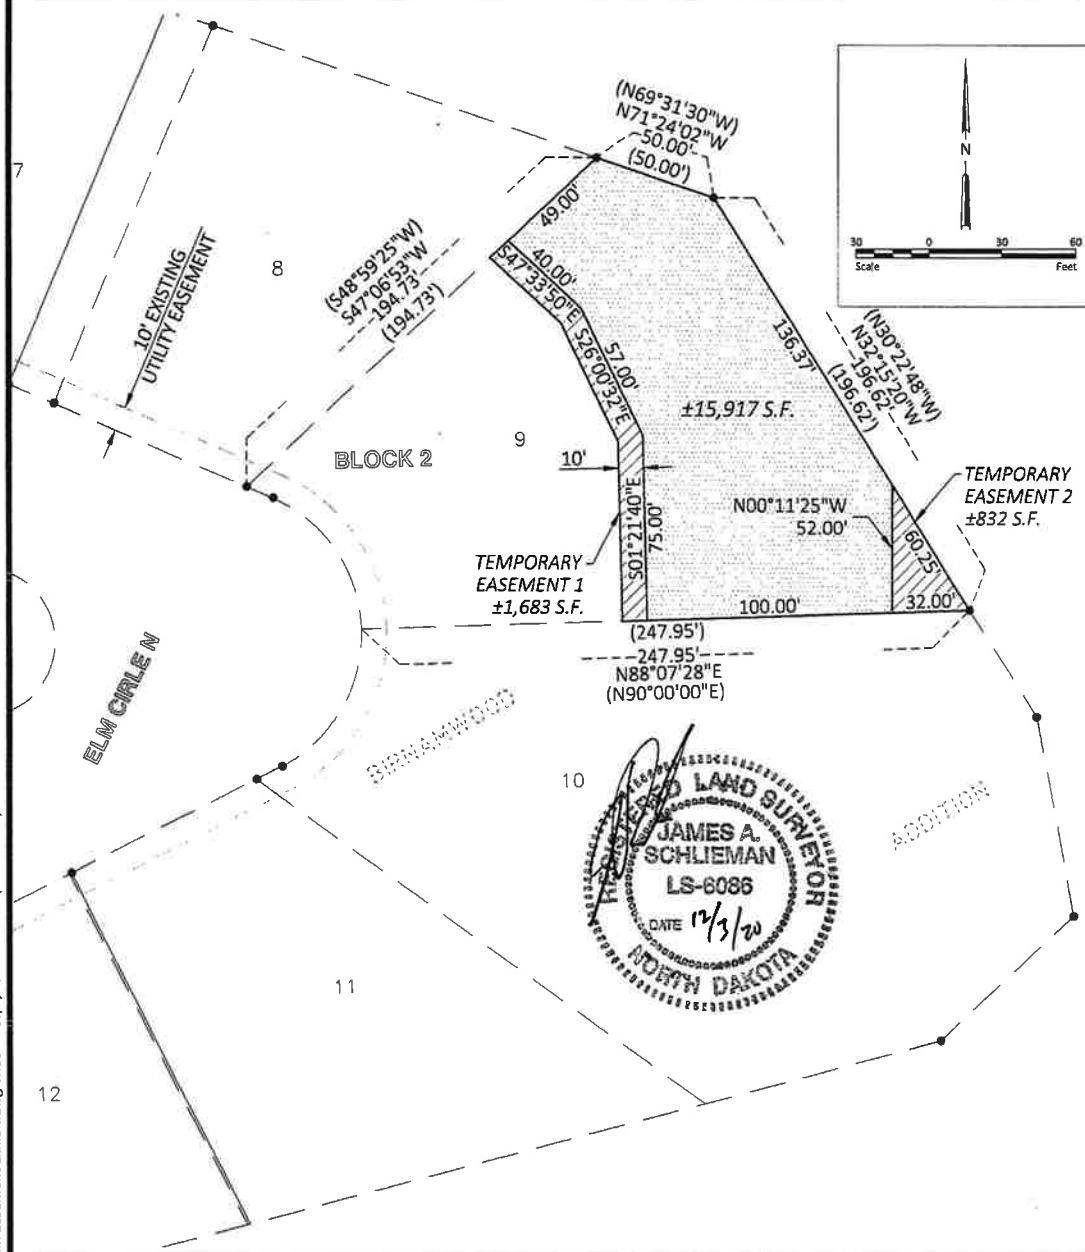 (N69°31'30"W)
N71°24'02"W
50.00'
(50.00')
N
30 0 30 60
Scale Feet
7
10' EXISTING
UTILITY EASEMENT
8
(S48°59'25"W)
S47°06'53"W
194.73'
(194.73')
49.00'
40.00'
S47°33'50"E
57.00'
S26°00'32"E
136.37'
(N30°22'48"W)
N32°15'20"W
196.62'
(196.62')
±15,917 S.F.
9
BLOCK 2
10'
S01°21'40"E
75.00'
N00°11'25"W
52.00'
TEMPORARY
EASEMENT 2
±832 S.F.
60.25'
TEMPORARY
EASEMENT 1
±1,683 S.F.
100.00'
32.00'
(247.95')
247.95'
N88°07'28"E
(N90°00'00"E)
ELM CIRLE N
BIRNAMWOOD
10
ADDITION
REGISTERED LAND SURVEYOR
JAMES A.
SCHLIEMAN
LS-6086
DATE 12/3/20
NORTH DAKOTA
11
12